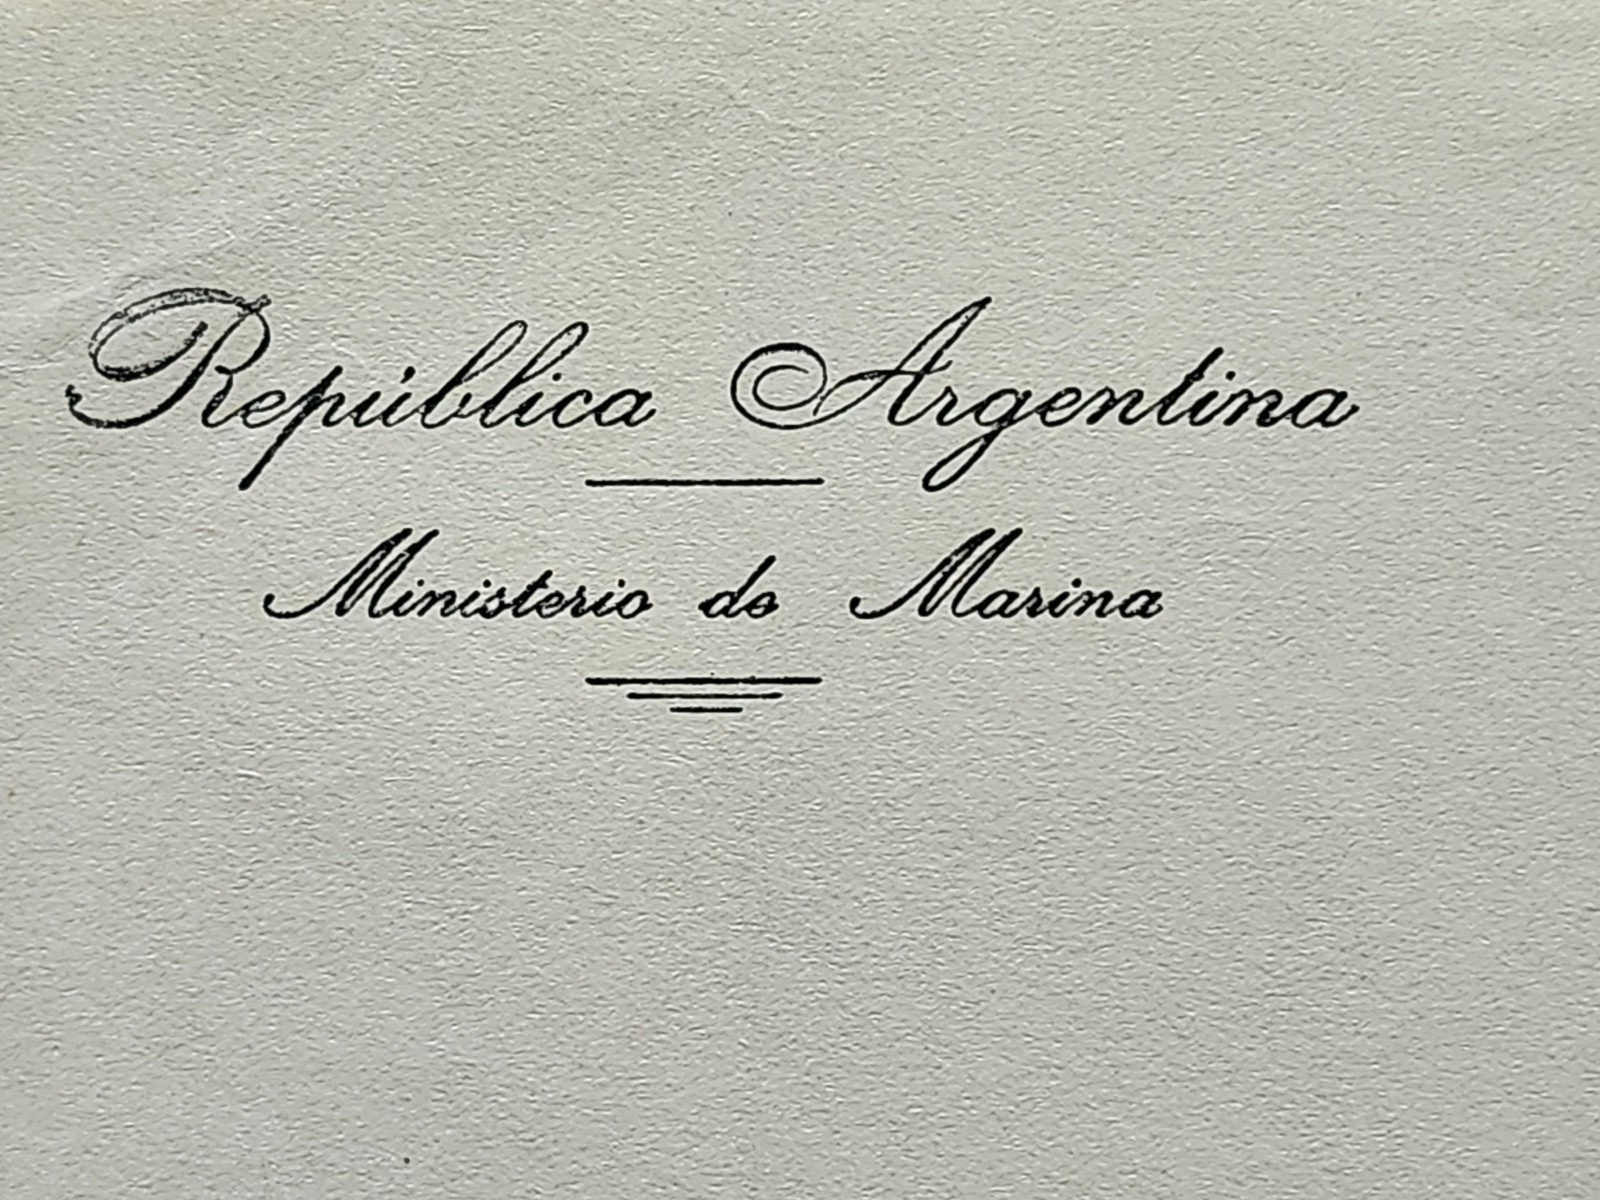 República Argentina
Ministerio de Marina